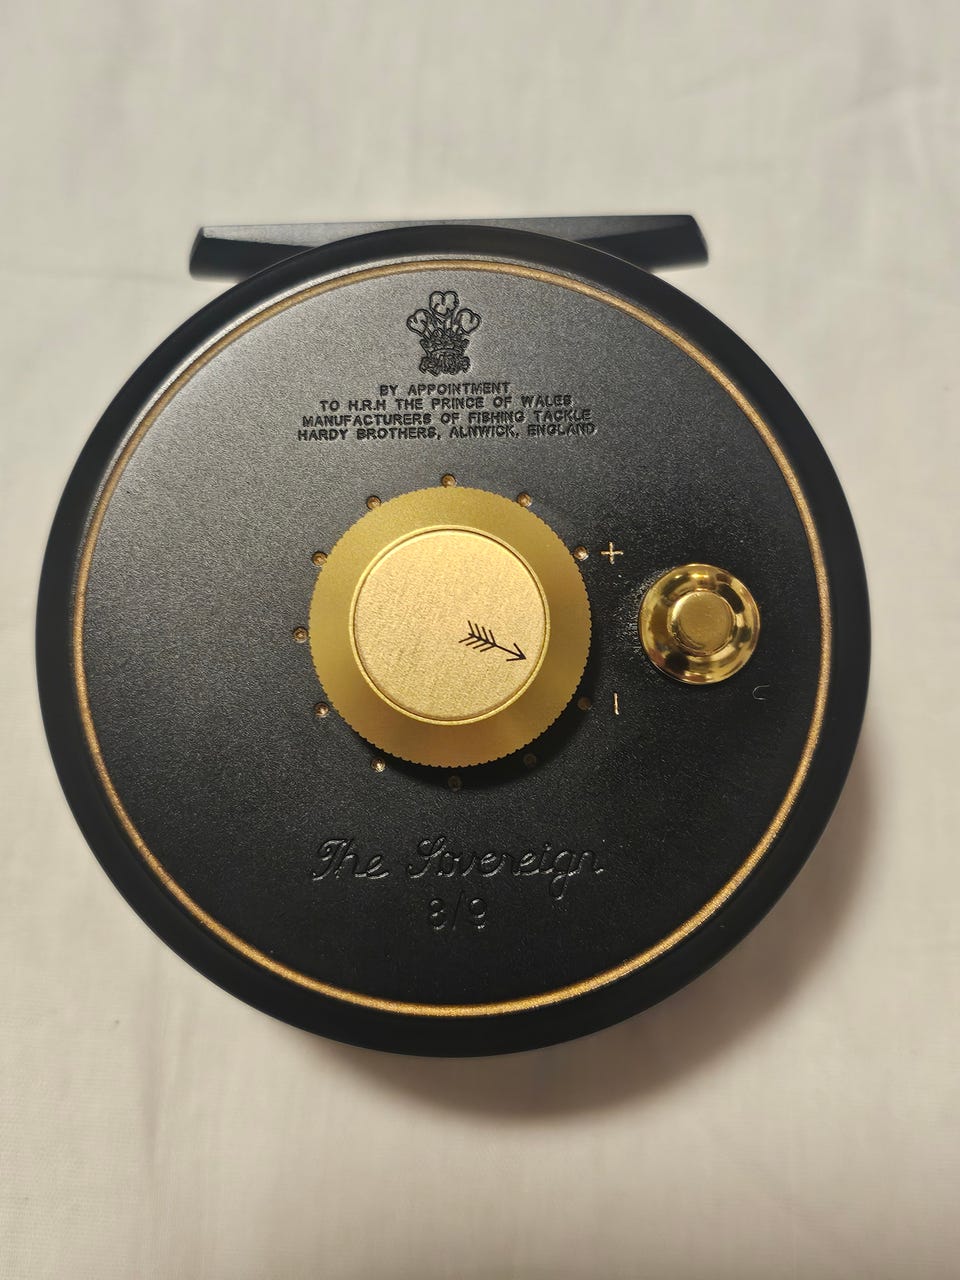 BY APPOINTMENT
TO H.R.H THE PRINCE OF WALES
MANUFACTURERS OF FISHING TACKLE
HARDY BROTHERS, ALNWICK, ENGLAND
+
-
The Sovereign
8/9